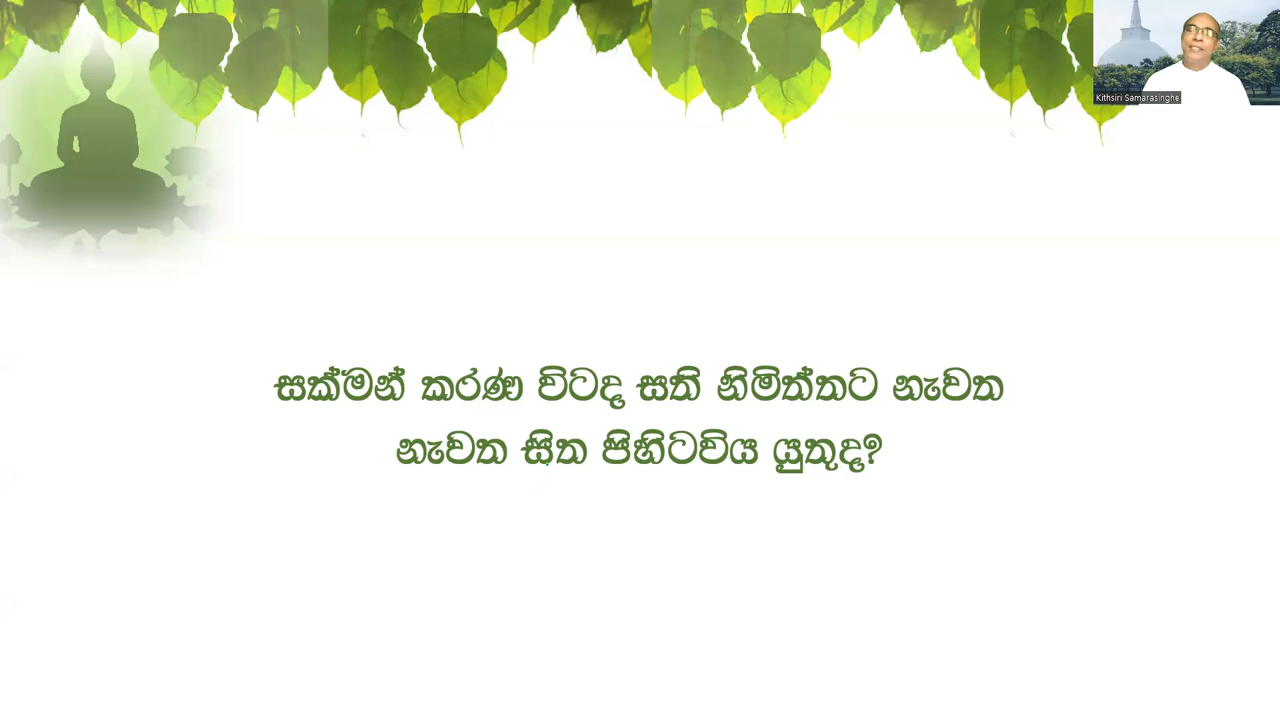 Kithsiri Samarasinghe
සක්මන් කරණ විටද සති නිමිත්තට නැවත
නැවත සිත පිහිටවිය යුතුද?